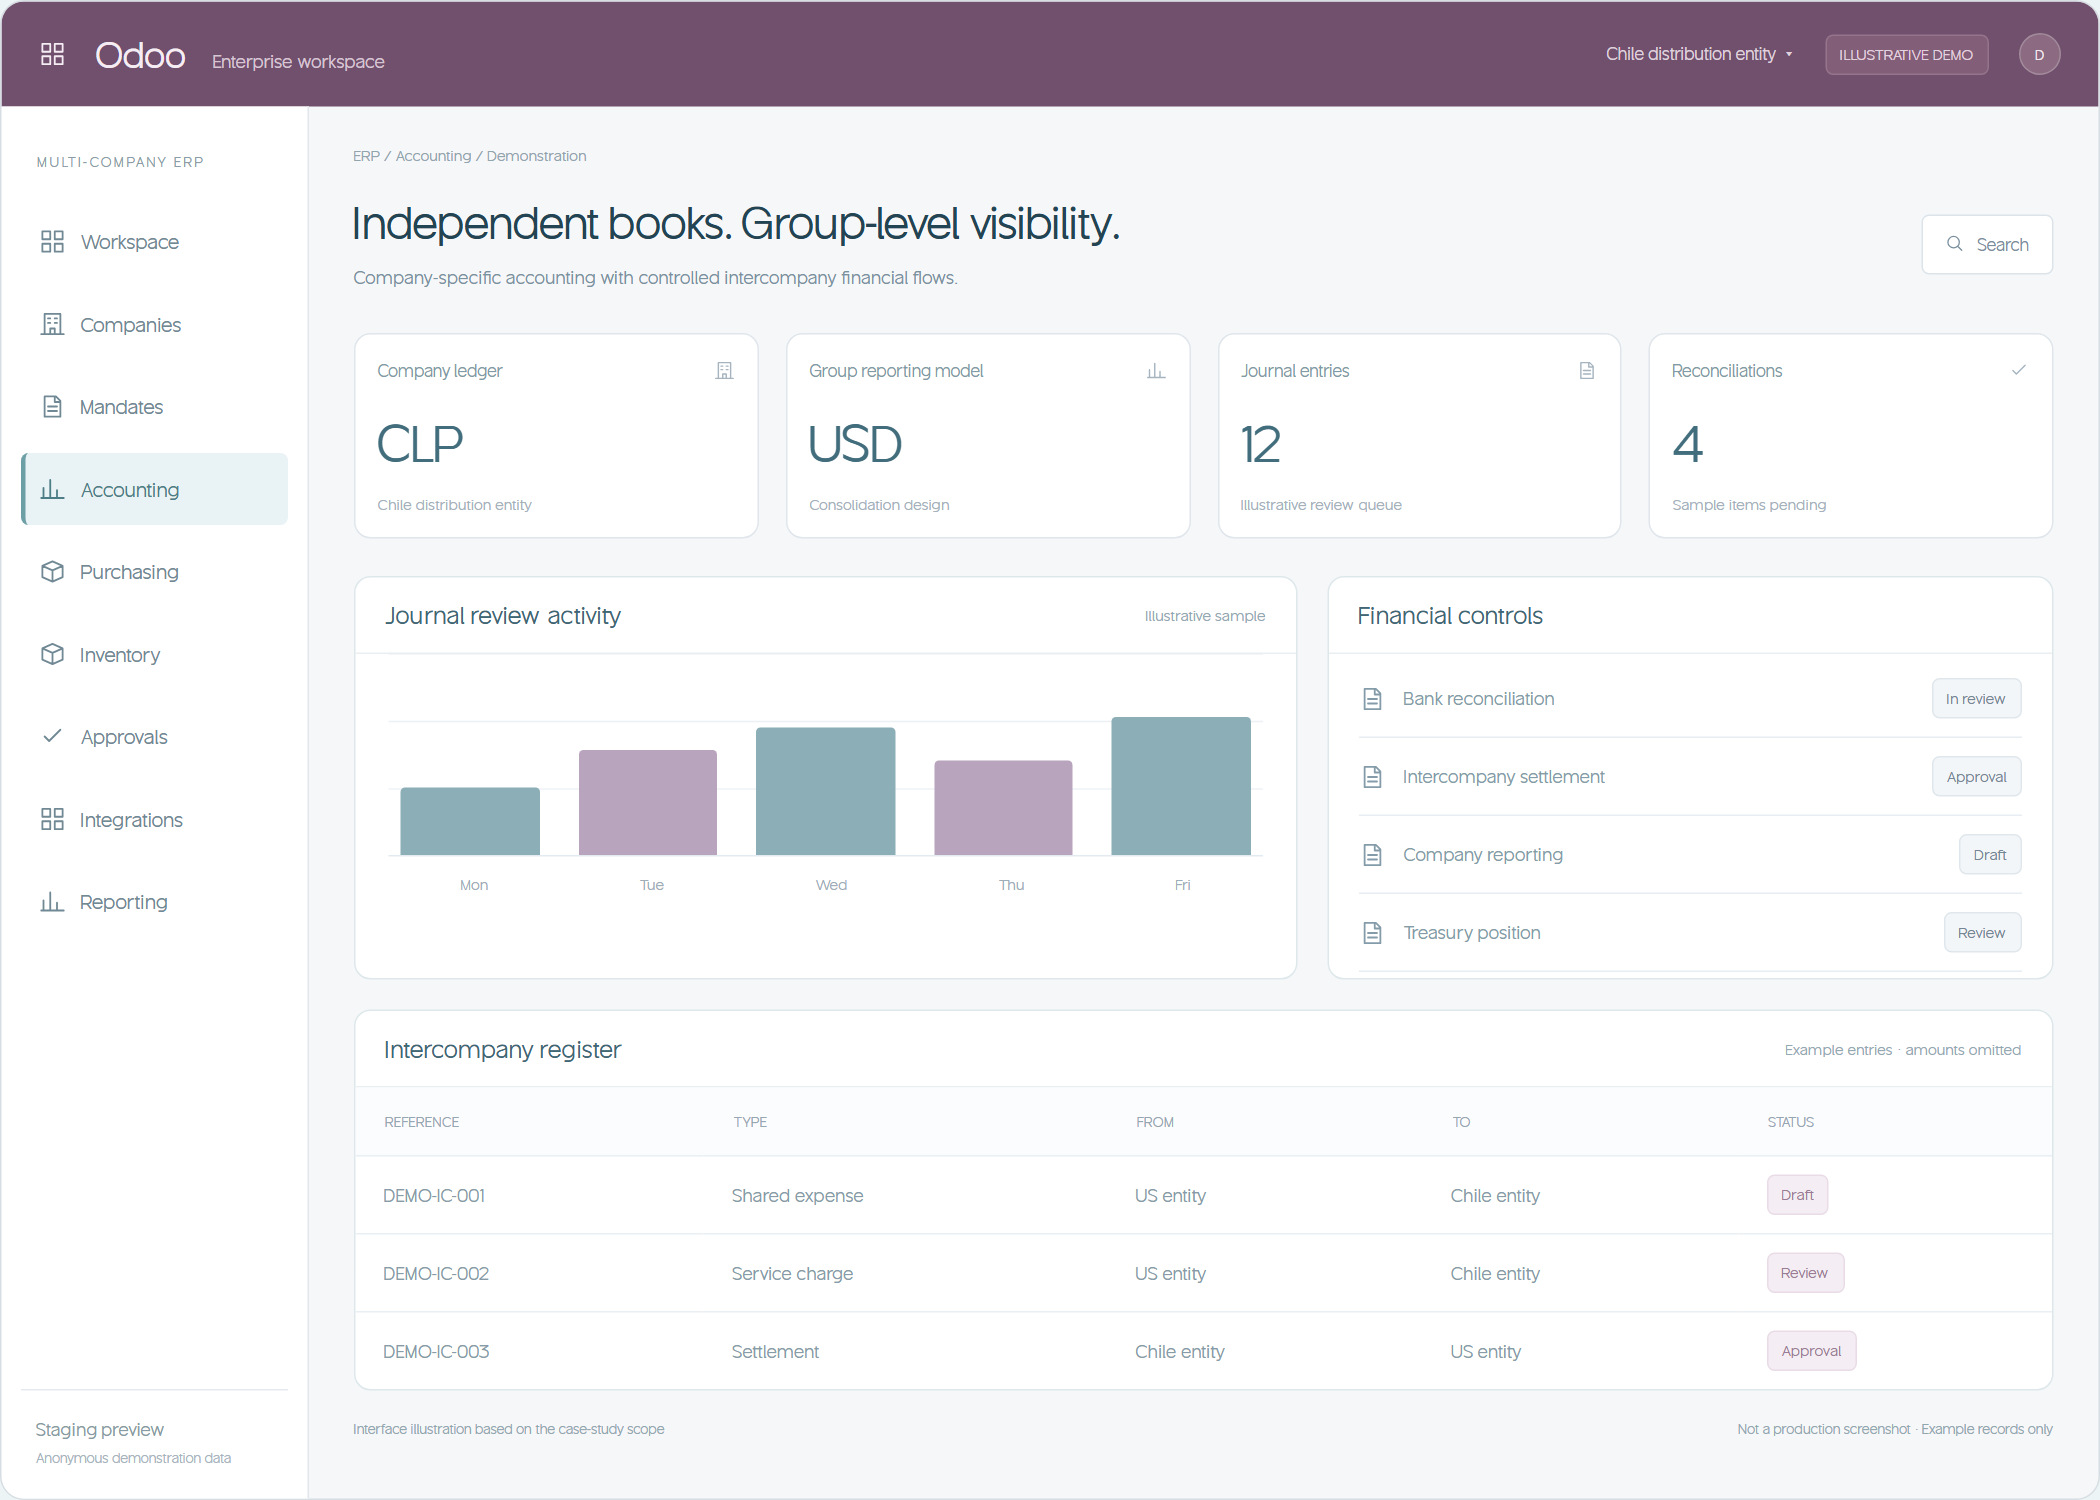 Odoo
Enterprise workspace
Chile distribution entity
ILLUSTRATIVE DEMO
D
MULTI-COMPANY ERP
Workspace
Companies
Mandates
Accounting
Purchasing
Inventory
Approvals
Integrations
Reporting
Staging preview
Anonymous demonstration data
ERP / Accounting / Demonstration
Independent books. Group-level visibility.
Company-specific accounting with controlled intercompany financial flows.
Search
Company ledger
CLP
Chile distribution entity
Group reporting model
USD
Consolidation design
Journal entries
12
Illustrative review queue
Reconciliations
4
Sample items pending
Journal review activity
Illustrative sample
Mon Tue Wed Thu Fri
Financial controls
Bank reconciliation In review
Intercompany settlement Approval
Company reporting Draft
Treasury position Review
Intercompany register
Example entries · amounts omitted
REFERENCE TYPE FROM TO STATUS
DEMO-IC-001 Shared expense US entity Chile entity Draft
DEMO-IC-002 Service charge US entity Chile entity Review
DEMO-IC-003 Settlement Chile entity US entity Approval
Interface illustration based on the case-study scope
Not a production screenshot · Example records only